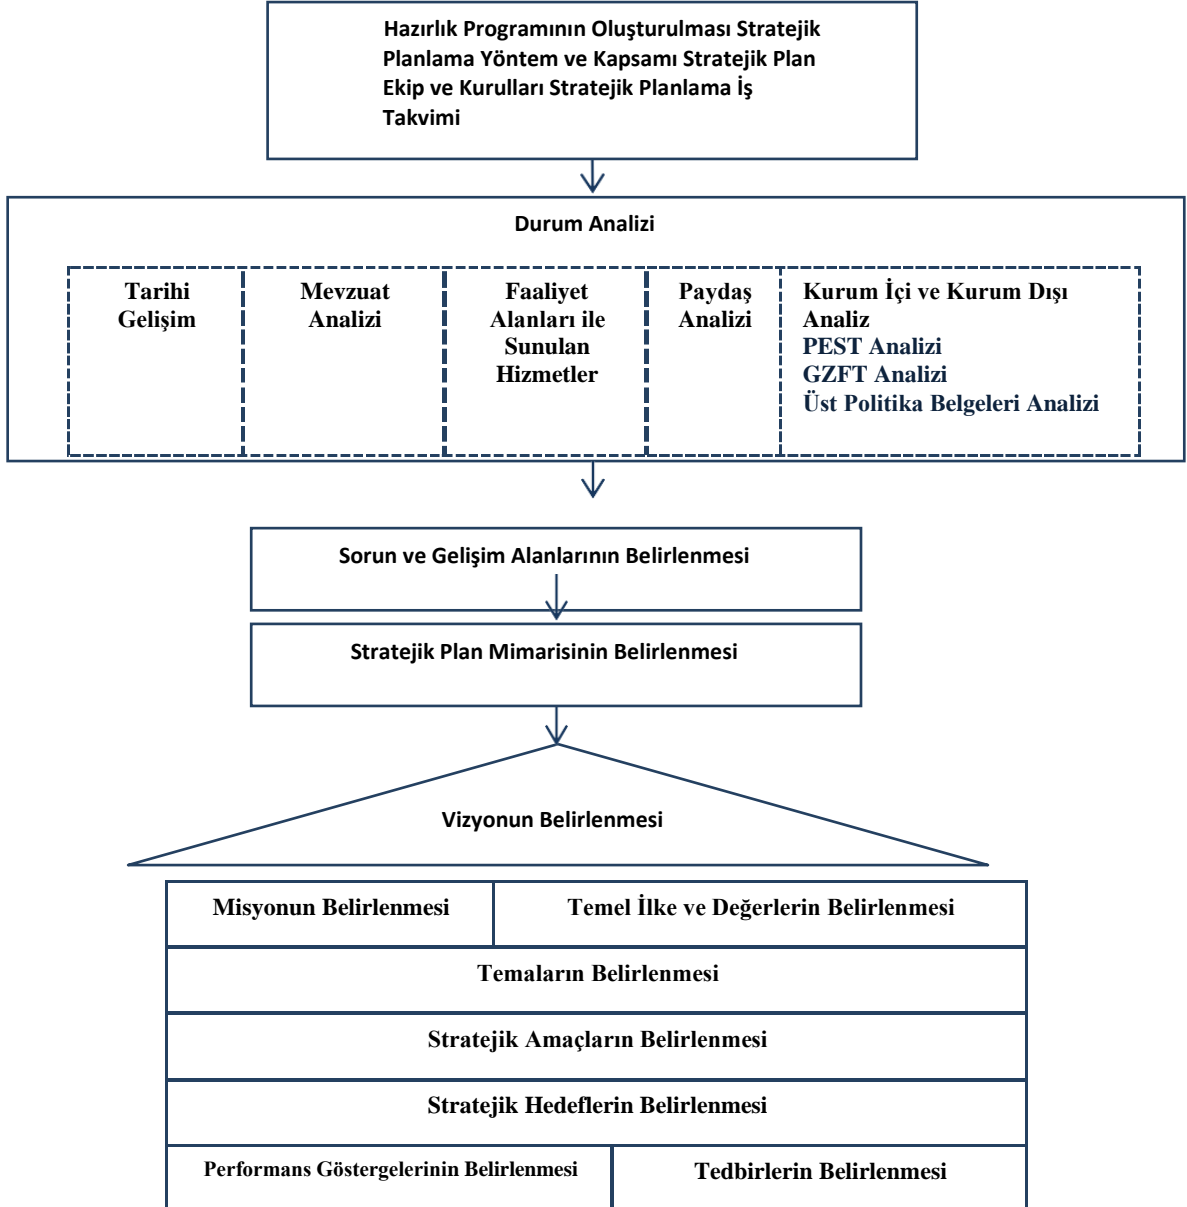 Hazırlık Programının Oluşturulması Stratejik
Planlama Yöntem ve Kapsamı Stratejik Plan
Ekip ve Kurulları Stratejik Planlama İş
Takvimi
Durum Analizi
Tarihi
Gelişim
Mevzuat
Analizi
Faaliyet
Alanları ile
Sunulan
Hizmetler
Paydaş
Analizi
Kurum İçi ve Kurum Dışı
Analiz
PEST Analizi
GZFT Analizi
Üst Politika Belgeleri Analizi
Sorun ve Gelişim Alanlarının Belirlenmesi
Stratejik Plan Mimarisinin Belirlenmesi
Vizyonun Belirlenmesi
Misyonun Belirlenmesi
Temel İlke ve Değerlerin Belirlenmesi
Temaların Belirlenmesi
Stratejik Amaçların Belirlenmesi
Stratejik Hedeflerin Belirlenmesi
Performans Göstergelerinin Belirlenmesi
Tedbirlerin Belirlenmesi